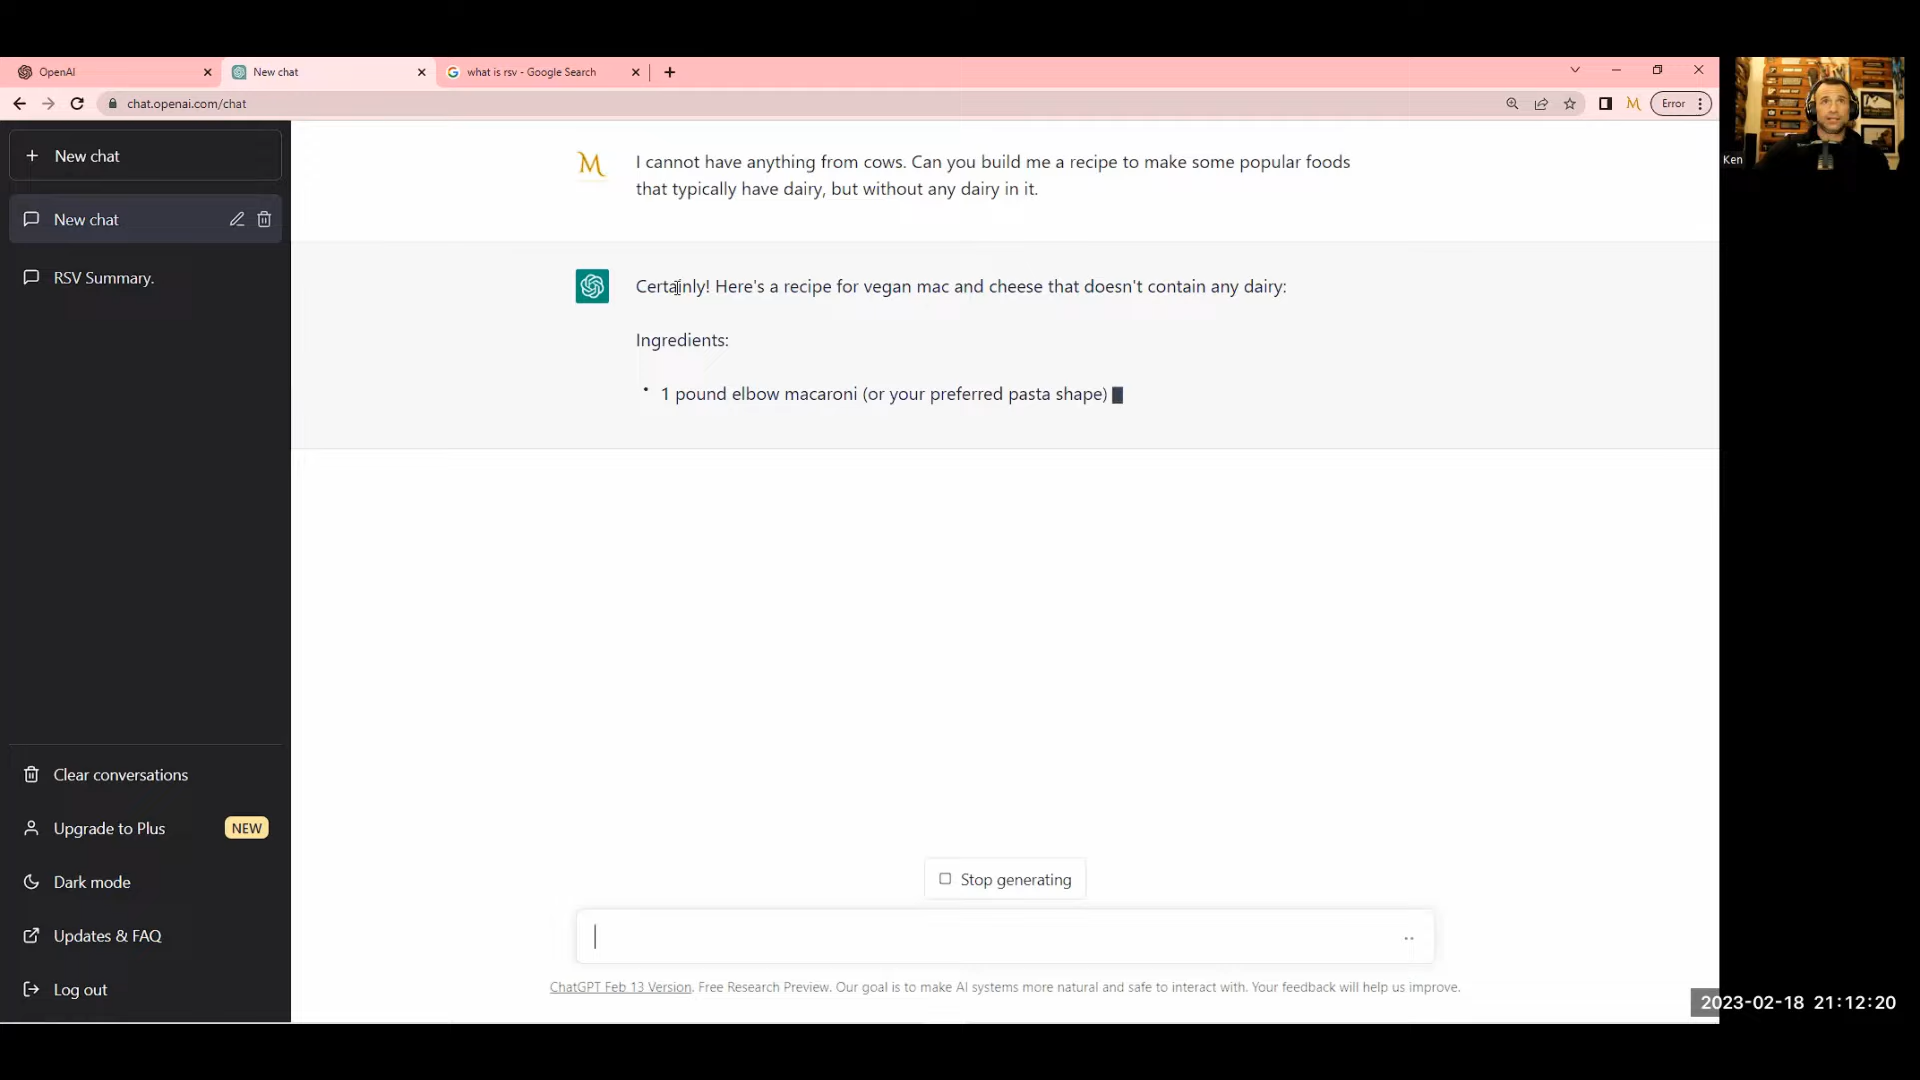 OpenAI
New chat
what is rsv - Google Search
chat.openai.com/chat
Error
Ken
New chat
New chat
RSV Summary.
I cannot have anything from cows. Can you build me a recipe to make some popular foods
that typically have dairy, but without any dairy in it.
Certainly! Here's a recipe for vegan mac and cheese that doesn't contain any dairy:
Ingredients:
• 1 pound elbow macaroni (or your preferred pasta shape)
Clear conversations
Upgrade to Plus NEW
Dark mode
Updates & FAQ
Log out
Stop generating
ChatGPT Feb 13 Version. Free Research Preview. Our goal is to make AI systems more natural and safe to interact with. Your feedback will help us improve.
2023-02-18 21:12:20